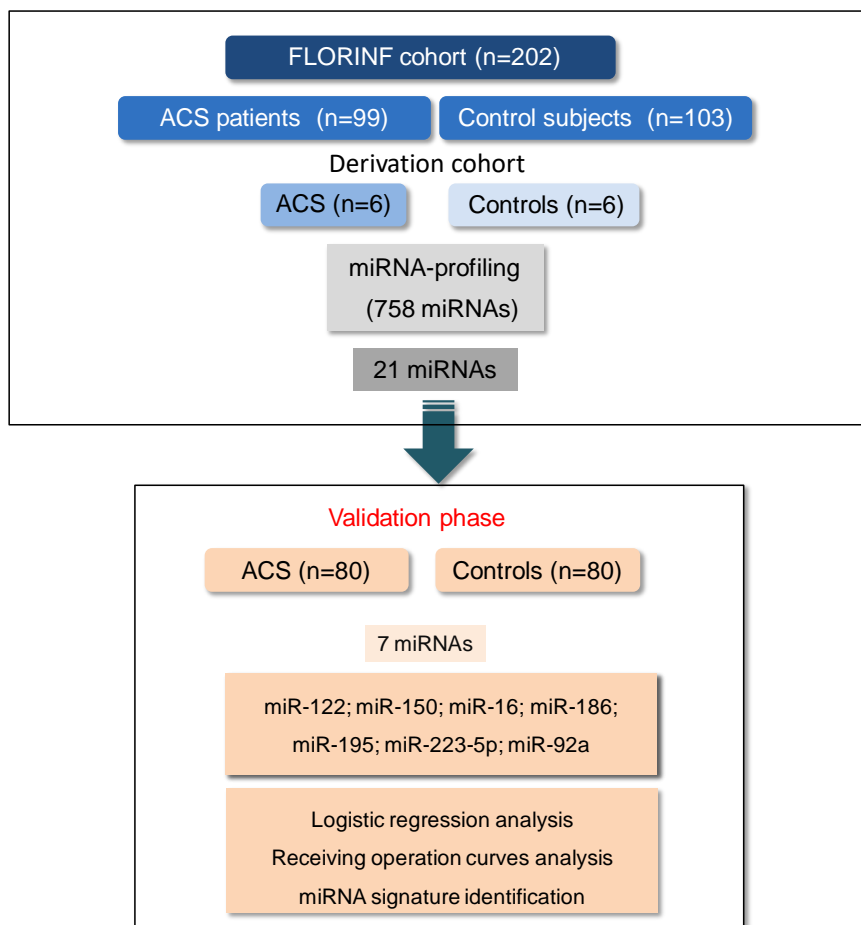 FLORINF cohort (n=202)
ACS patients (n=99)
Control subjects (n=103)
Derivation cohort
ACS (n=6)
Controls (n=6)
miRNA-profiling
(758 miRNAs)
21 miRNAs
Validation phase
ACS (n=80)
Controls (n=80)
7 miRNAs
miR-122; miR-150; miR-16; miR-186;
miR-195; miR-223-5p; miR-92a
Logistic regression analysis
Receiving operation curves analysis
miRNA signature identification